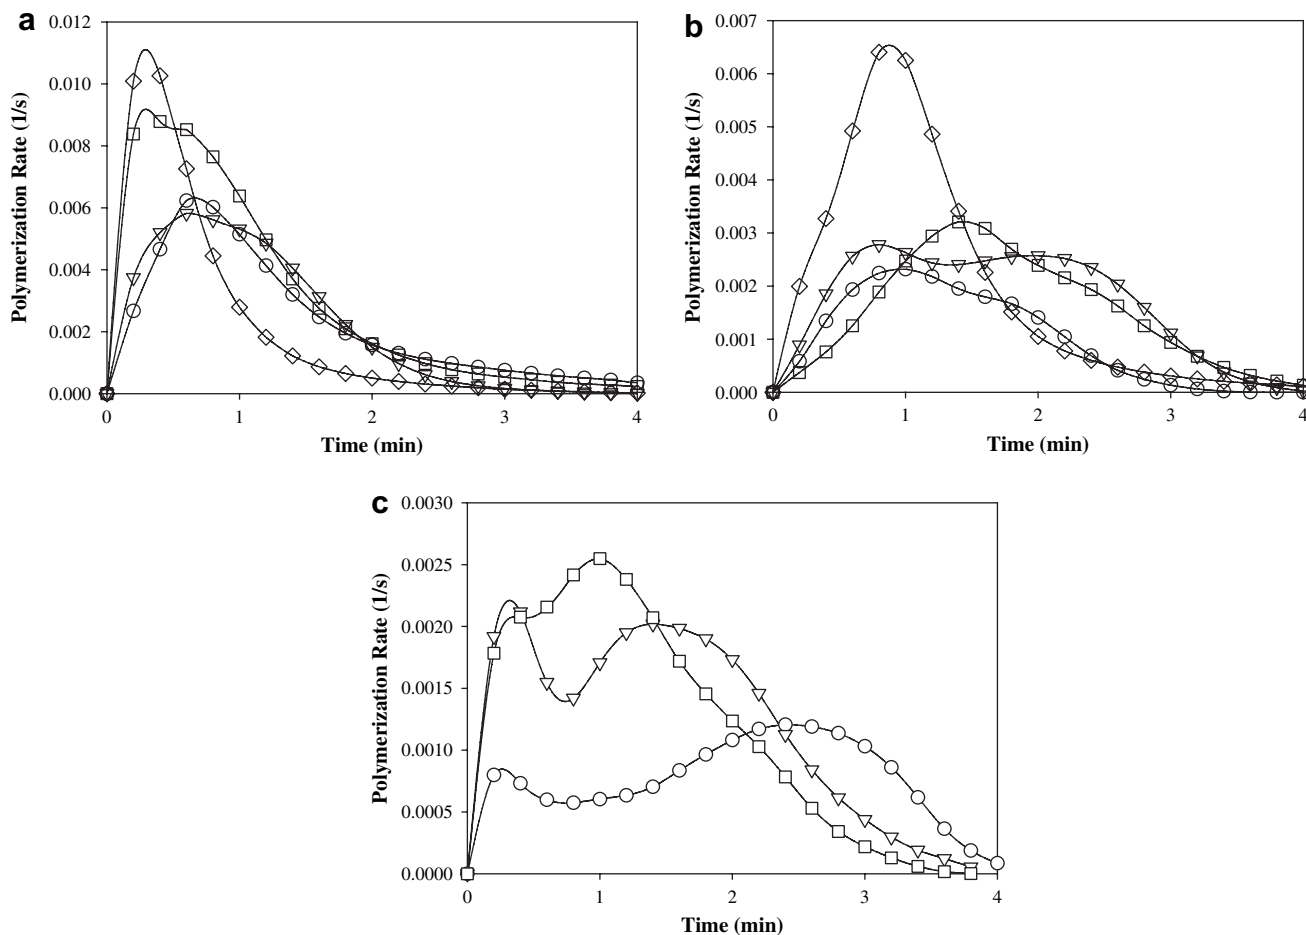 a
0.012
0.010
0.008
0.006
0.004
0.002
0.000
Polymerization Rate (1/s)
0 1 2 3 4
Time (min)
b
0.007
0.006
0.005
0.004
0.003
0.002
0.001
0.000
Polymerization Rate (1/s)
0 1 2 3 4
Time (min)
c
0.0030
0.0025
0.0020
0.0015
0.0010
0.0005
0.0000
Polymerization Rate (1/s)
0 1 2 3 4
Time (min)